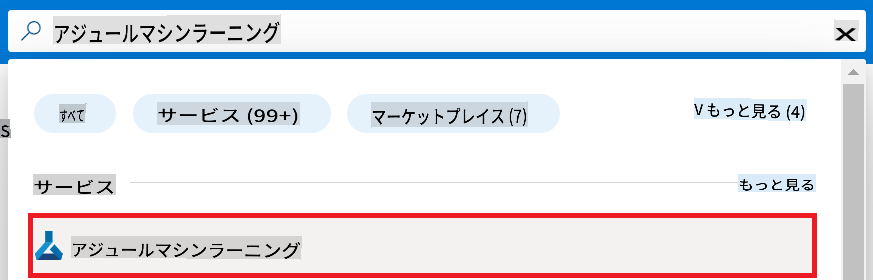 アジュールマシンラーニング
すべて サービス (99+) マーケットプレイス (7) V もっと見る (4)
S
サービス もっと見る
アジュールマシンラーニング